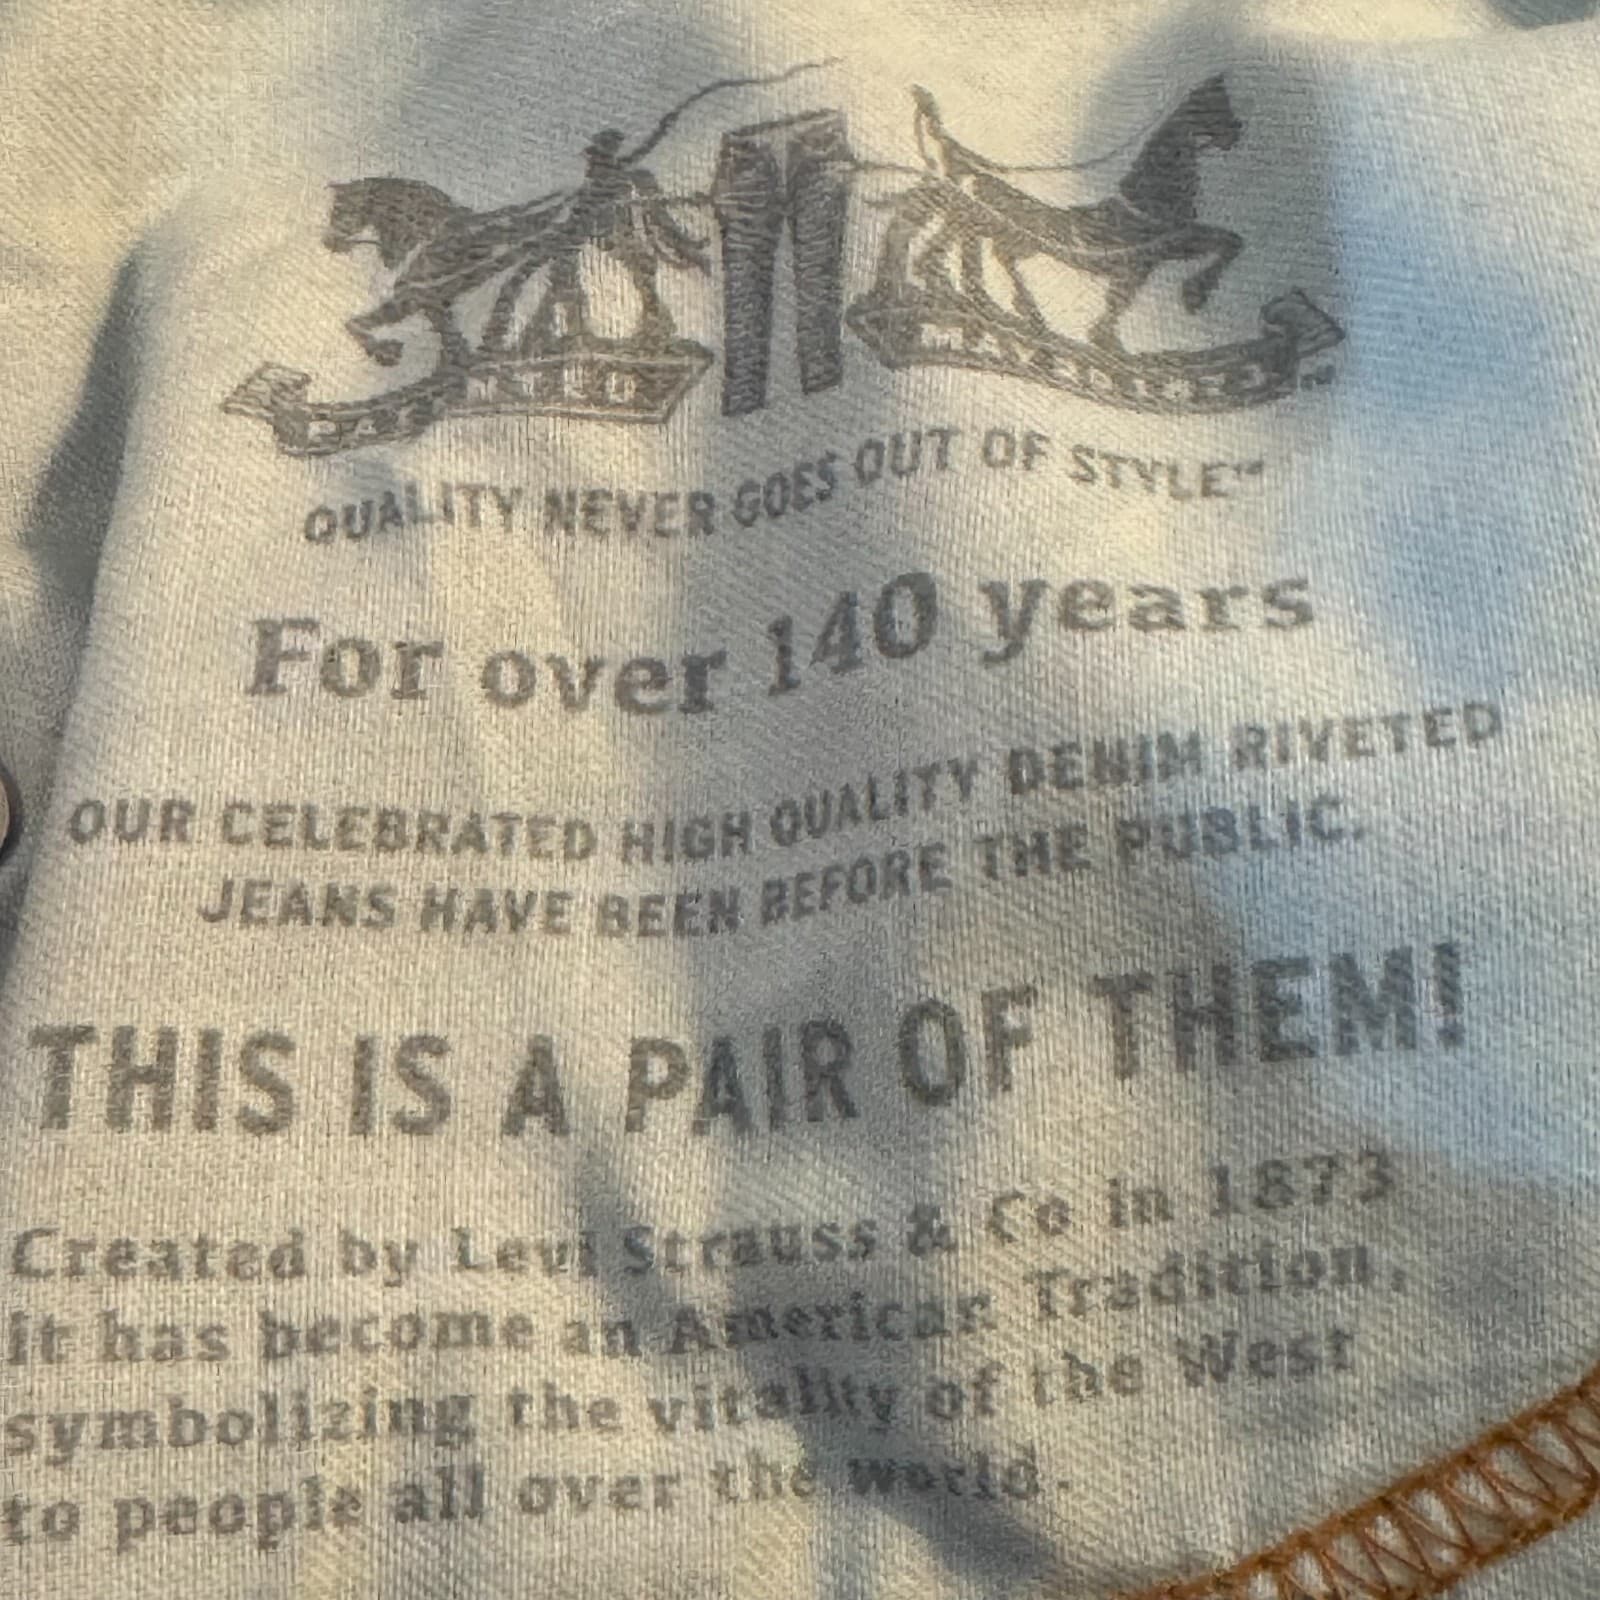 PATENTED
QUALITY NEVER GOES OUT OF STYLE™
For over 140 years
OUR CELEBRATED HIGH QUALITY DENIM RIVETED
JEANS HAVE BEEN BEFORE THE PUBLIC.
THIS IS A PAIR OF THEM!
Created by Levi Strauss & Co in 1873
it has become an American Tradition,
symbolizing the vitality of the West
to people all over the world.